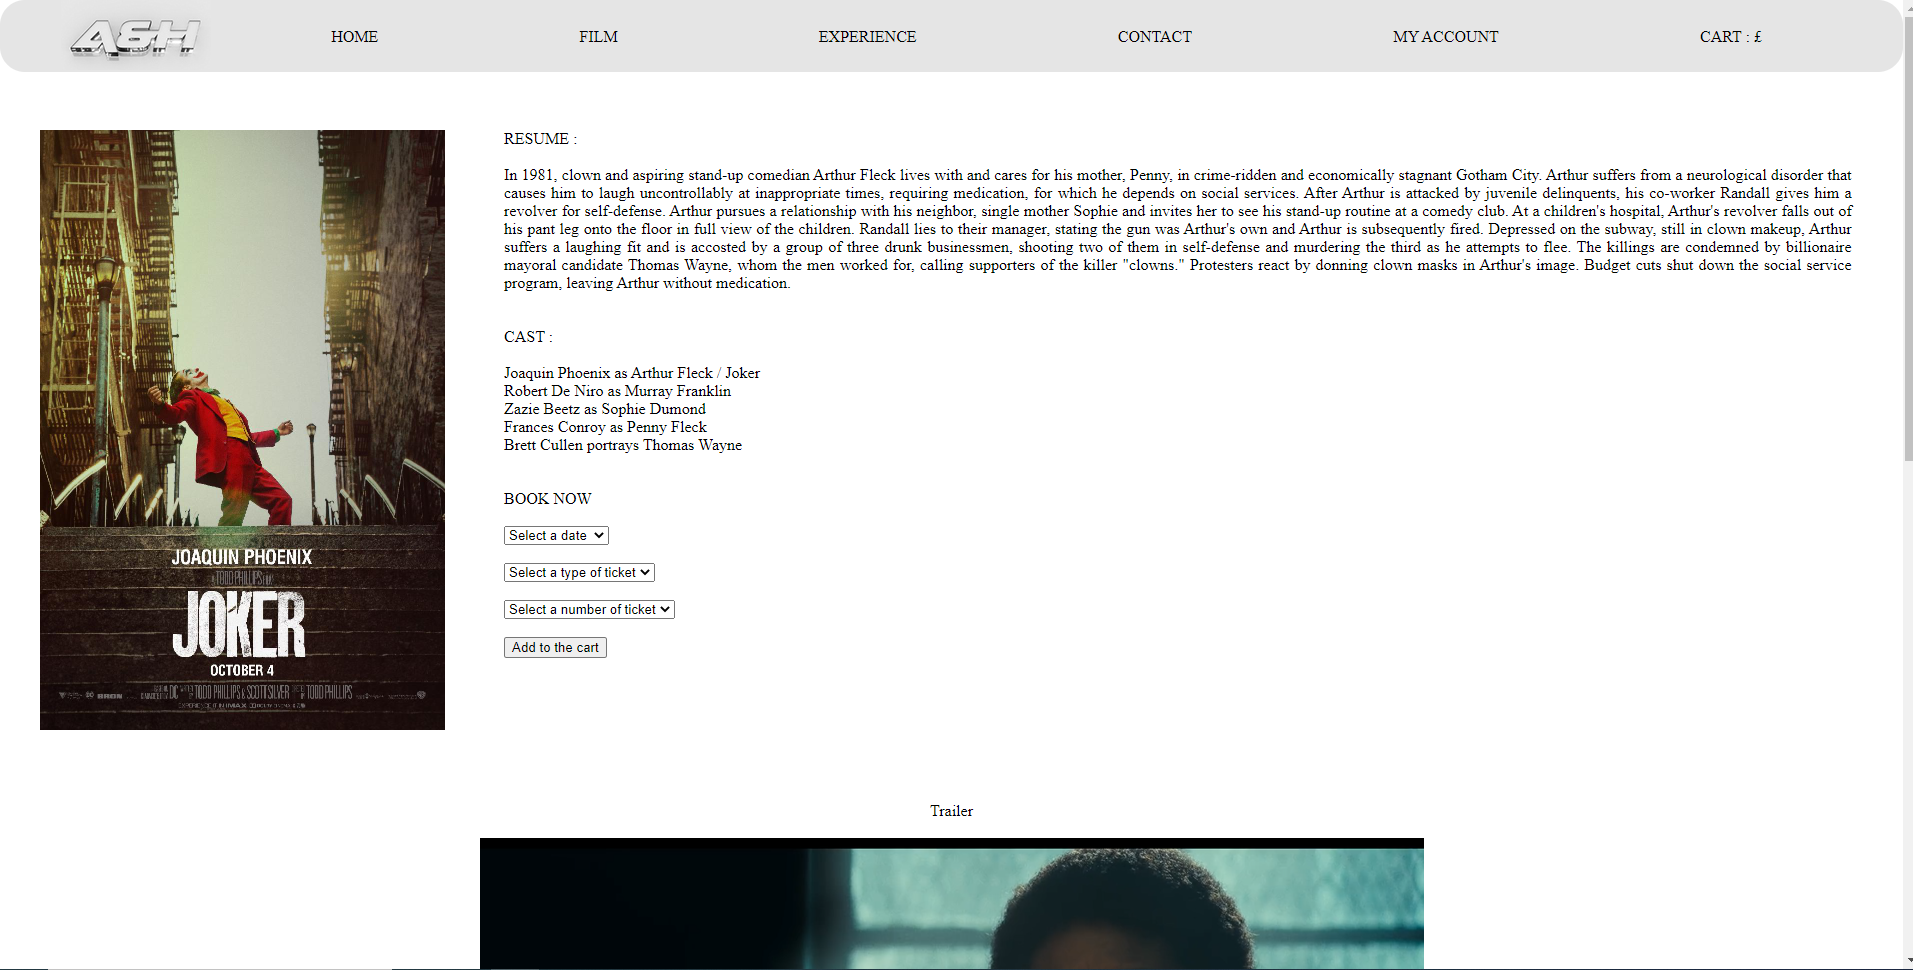 A&H
HOME
FILM
EXPERIENCE
CONTACT
MY ACCOUNT
CART : £
RESUME :
In 1981, clown and aspiring stand-up comedian Arthur Fleck lives with and cares for his mother, Penny, in crime-ridden and economically stagnant Gotham City. Arthur suffers from a neurological disorder that
causes him to laugh uncontrollably at inappropriate times, requiring medication, for which he depends on social services. After Arthur is attacked by juvenile delinquents, his co-worker Randall gives him a
revolver for self-defense. Arthur pursues a relationship with his neighbor, single mother Sophie and invites her to see his stand-up routine at a comedy club. At a children's hospital, Arthur's revolver falls out of
his pant leg onto the floor in full view of the children. Randall lies to their manager, stating the gun was Arthur's own and Arthur is subsequently fired. Depressed on the subway, still in clown makeup, Arthur
suffers a laughing fit and is accosted by a group of three drunk businessmen, shooting two of them in self-defense and murdering the third as he attempts to flee. The killings are condemned by billionaire
mayoral candidate Thomas Wayne, whom the men worked for, calling supporters of the killer "clowns." Protesters react by donning clown masks in Arthur's image. Budget cuts shut down the social service
program, leaving Arthur without medication.
CAST :
Joaquin Phoenix as Arthur Fleck / Joker
Robert De Niro as Murray Franklin
Zazie Beetz as Sophie Dumond
Frances Conroy as Penny Fleck
Brett Cullen portrays Thomas Wayne
BOOK NOW
Select a date
Select a type of ticket
Select a number of ticket
Add to the cart
JOAQUIN PHOENIX
A TODD PHILLIPS FILM
JOKER
OCTOBER 4
DC TODD PHILLIPS & SCOTT SILVER TODD PHILLIPS
EXPERIENCE IT IN IMAX
Trailer